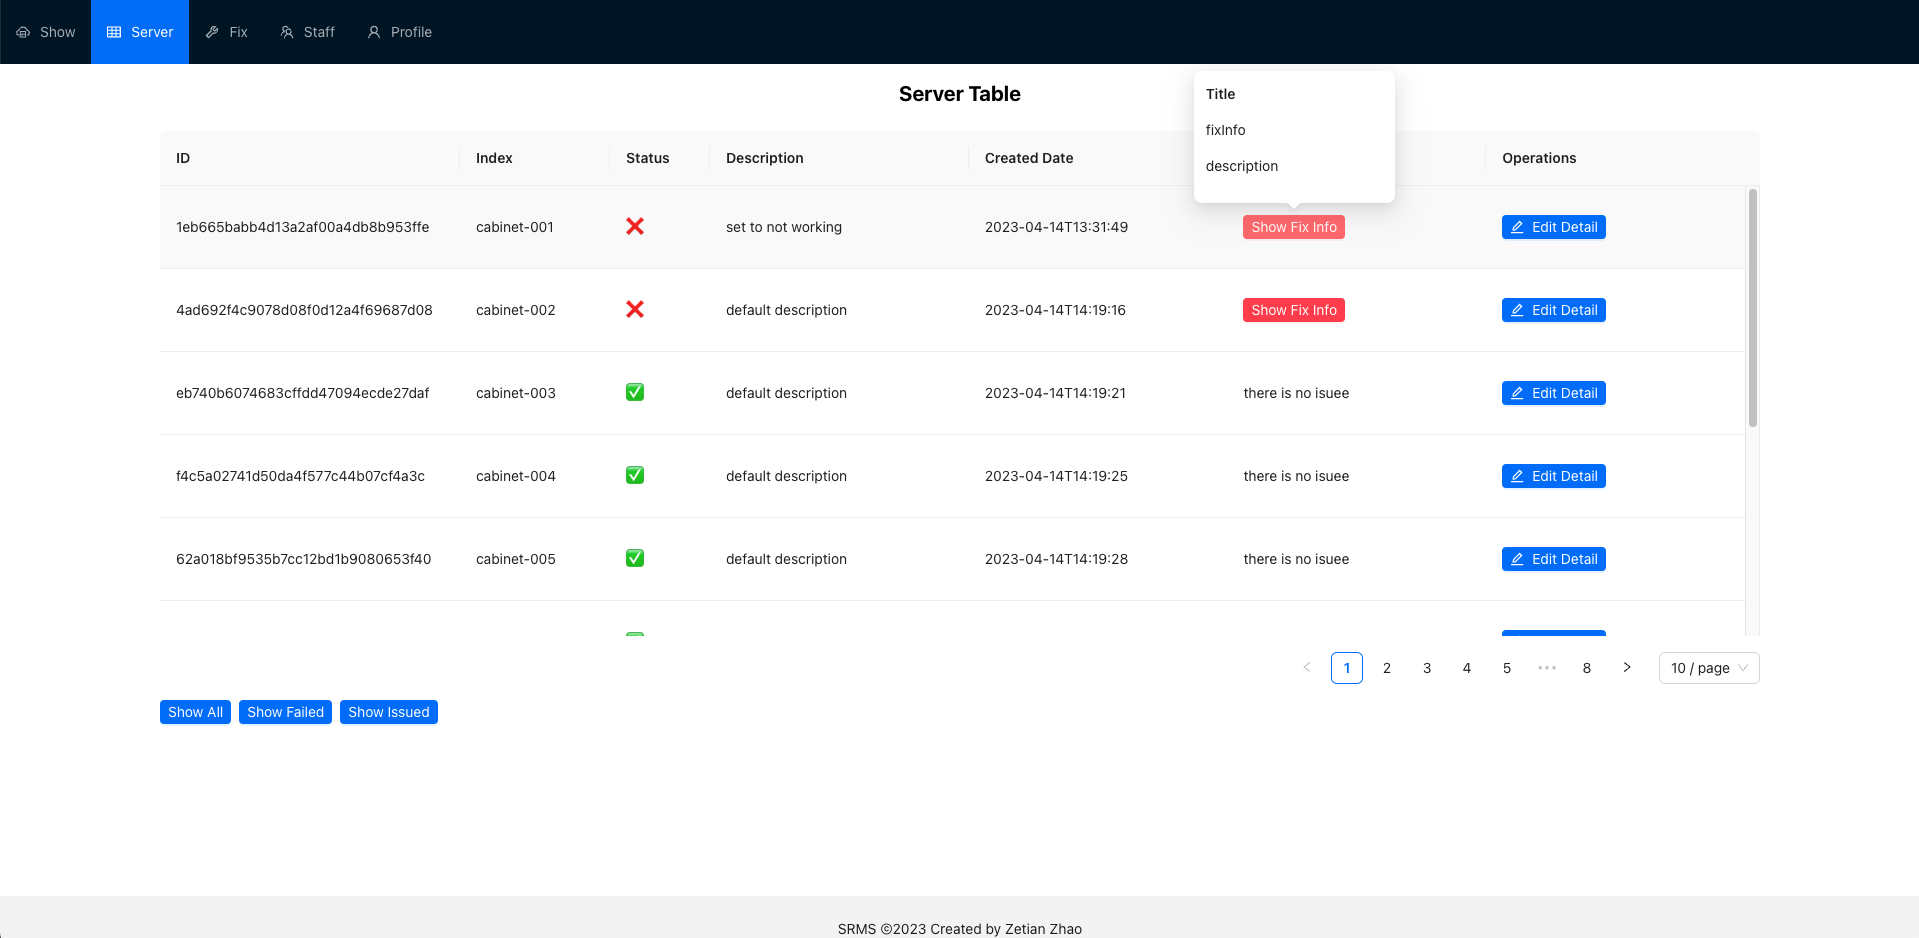 Show Server Fix Staff Profile
Server Table
Title
fixInfo
description
ID Index Status Description Created Date Operations
1eb665babb4d13a2af00a4db8b953ffe cabinet-001 ❌ set to not working 2023-04-14T13:31:49 Show Fix Info Edit Detail
4ad692f4c9078d08f0d12a4f69687d08 cabinet-002 ❌ default description 2023-04-14T14:19:16 Show Fix Info Edit Detail
eb740b6074683cffdd47094ecde27daf cabinet-003 ✅ default description 2023-04-14T14:19:21 there is no isuee Edit Detail
f4c5a02741d50da4f577c44b07cf4a3c cabinet-004 ✅ default description 2023-04-14T14:19:25 there is no isuee Edit Detail
62a018bf9535b7cc12bd1b9080653f40 cabinet-005 ✅ default description 2023-04-14T14:19:28 there is no isuee Edit Detail
< 1 2 3 4 5 ••• 8 > 10 / page
Show All Show Failed Show Issued
SRMS ©2023 Created by Zetian Zhao